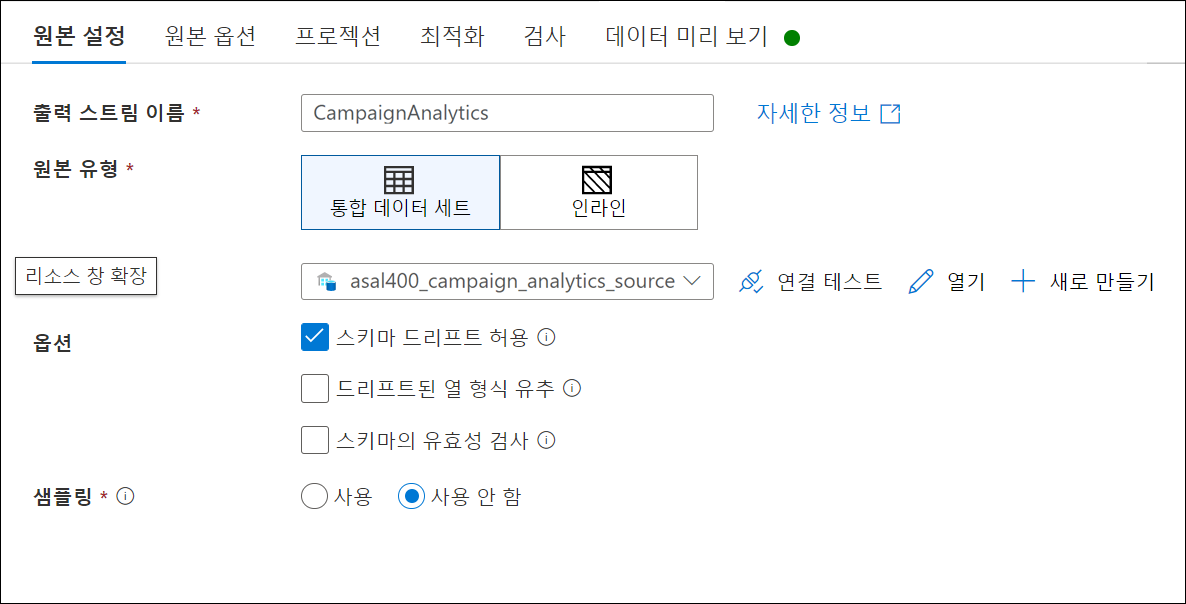 원본 설정 원본 옵션 프로젝션 최적화 검사 데이터 미리 보기
출력 스트림 이름 * CampaignAnalytics 자세한 정보
원본 유형 *
통합 데이터 세트 인라인
리소스 창 확장 asal400_campaign_analytics_source 연결 테스트 열기 새로 만들기
옵션 스키마 드리프트 허용
드리프트된 열 형식 유추
스키마의 유효성 검사
샘플링 * 사용 사용 안 함